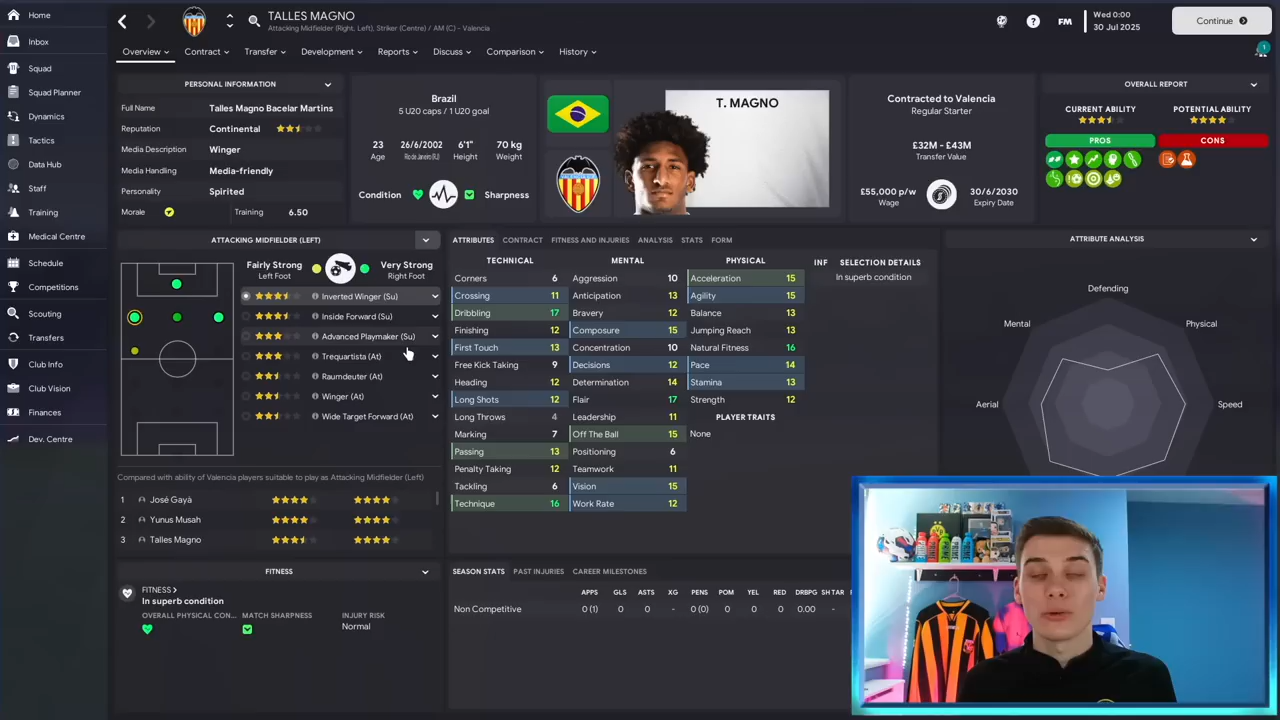 Home
Inbox
Squad
Squad Planner
Dynamics
Tactics
Data Hub
Staff
Training
Medical Centre
Schedule
Competitions
Scouting
Transfers
Club Info
Club Vision
Finances
Dev. Centre
TALLES MAGNO
Attacking Midfielder (Right, Left), Striker (Centre) / AM (C) - Valencia
FM
Wed 0:00
30 Jul 2025
Continue
Overview
Contract
Transfer
Development
Reports
Discuss
Comparison
History
1
PERSONAL INFORMATION
Full Name Talles Magno Bacelar Martins
Reputation Continental
Media Description Winger
Media Handling Media-friendly
Personality Spirited
Morale Training 6.50
Brazil
5 U20 caps / 1 U20 goal
23 6/6/2002 6'1" 70 kg
Age Height Weight
Condition Sharpness
T. MAGNO
Contracted to Valencia
Regular Starter
£32M - £43M
Transfer Value
£55,000 p/w 30/6/2030
Wage Expiry Date
OVERALL REPORT
CURRENT ABILITY POTENTIAL ABILITY
PROS CONS
ATTACKING MIDFIELDER (LEFT)
Fairly Strong Very Strong
Left Foot Right Foot
Inverted Winger (Su)
Inside Forward (Su)
Advanced Playmaker (Su)
Trequartista (At)
Raumdeuter (At)
Winger (At)
Wide Target Forward (At)
Compared with ability of Valencia players suitable to play as Attacking Midfielder (Left)
1 José Gayà
2 Yunus Musah
3 Talles Magno
FITNESS
FITNESS >
In superb condition
OVERALL PHYSICAL CON... MATCH SHARPNESS INJURY RISK
Normal
ATTRIBUTES CONTRACT FITNESS AND INJURIES ANALYSIS STATS FORM
TECHNICAL MENTAL PHYSICAL
Corners 6 Aggression 10 Acceleration 15
Crossing 11 Anticipation 13 Agility 15
Dribbling 17 Bravery 12 Balance 13
Finishing 12 Composure 15 Jumping Reach 13
First Touch 13 Concentration 10 Natural Fitness 16
Free Kick Taking 9 Decisions 12 Pace 14
Heading 12 Determination 14 Stamina 13
Long Shots 12 Flair 17 Strength 12
Long Throws 4 Leadership 11 PLAYER TRAITS
Marking 7 Off The Ball 15 None
Passing 13 Positioning 6
Penalty Taking 12 Teamwork 11
Tackling 6 Vision 15
Technique 16 Work Rate 12
INF SELECTION DETAILS
In superb condition
ATTRIBUTE ANALYSIS
Defending
Mental Physical
Aerial Speed
SEASON STATS PAST INJURIES CAREER MILESTONES
APPS GLS ASTS XG PENS POM YEL RED DRBPG SH TAR
Non Competitive 0 (1) 0 0 - 0 (0) 0 0 0 0.00 -